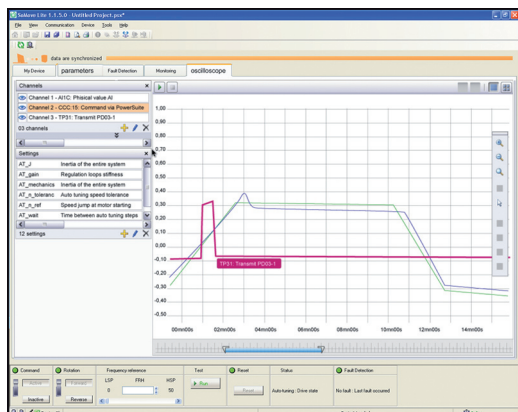 SoMove Lite 1.1.5.0 - Untitled Project.psx*
File View Communication Device Tools Help
data are synchronized
My Device parameters Fault Detection Monitoring oscilloscope
Channels
Channel 1 - AI1C: Phisical value AI
Channel 2 - CCC:15: Command via PowerSuite
Channel 3 - TP31: Transmit PD03-1
03 channels
Settings
AT_J Inertia of the entire system
AT_gain Regulation loops stiffness
AT_mechanics Inertia of the entire system
AT_n_toleranc Auto tuning speed tolerance
AT_n_ref Speed jump at motor starting
AT_wait Time between auto tuning steps
12 settings
1,00
0,90
0,80
0,70
0,60
0,50
0,40
0,30
0,20
0,10
0,00
-0,10
-0,20
-0,30
-0,40
-0,50
TP31: Transmit PD03-1
00mn00s 02mn00s 04mn00s 06mn00s 08mn00s 10mn00s 12mn00s 14mn00s
Command Rotation Frequency reference Test Reset Status Fault Detection
Active Forward LSP FRH HSP
0 50
Run
Reset
Autotuning : Drive state
No fault : Last fault occurred
Inactive Reverse